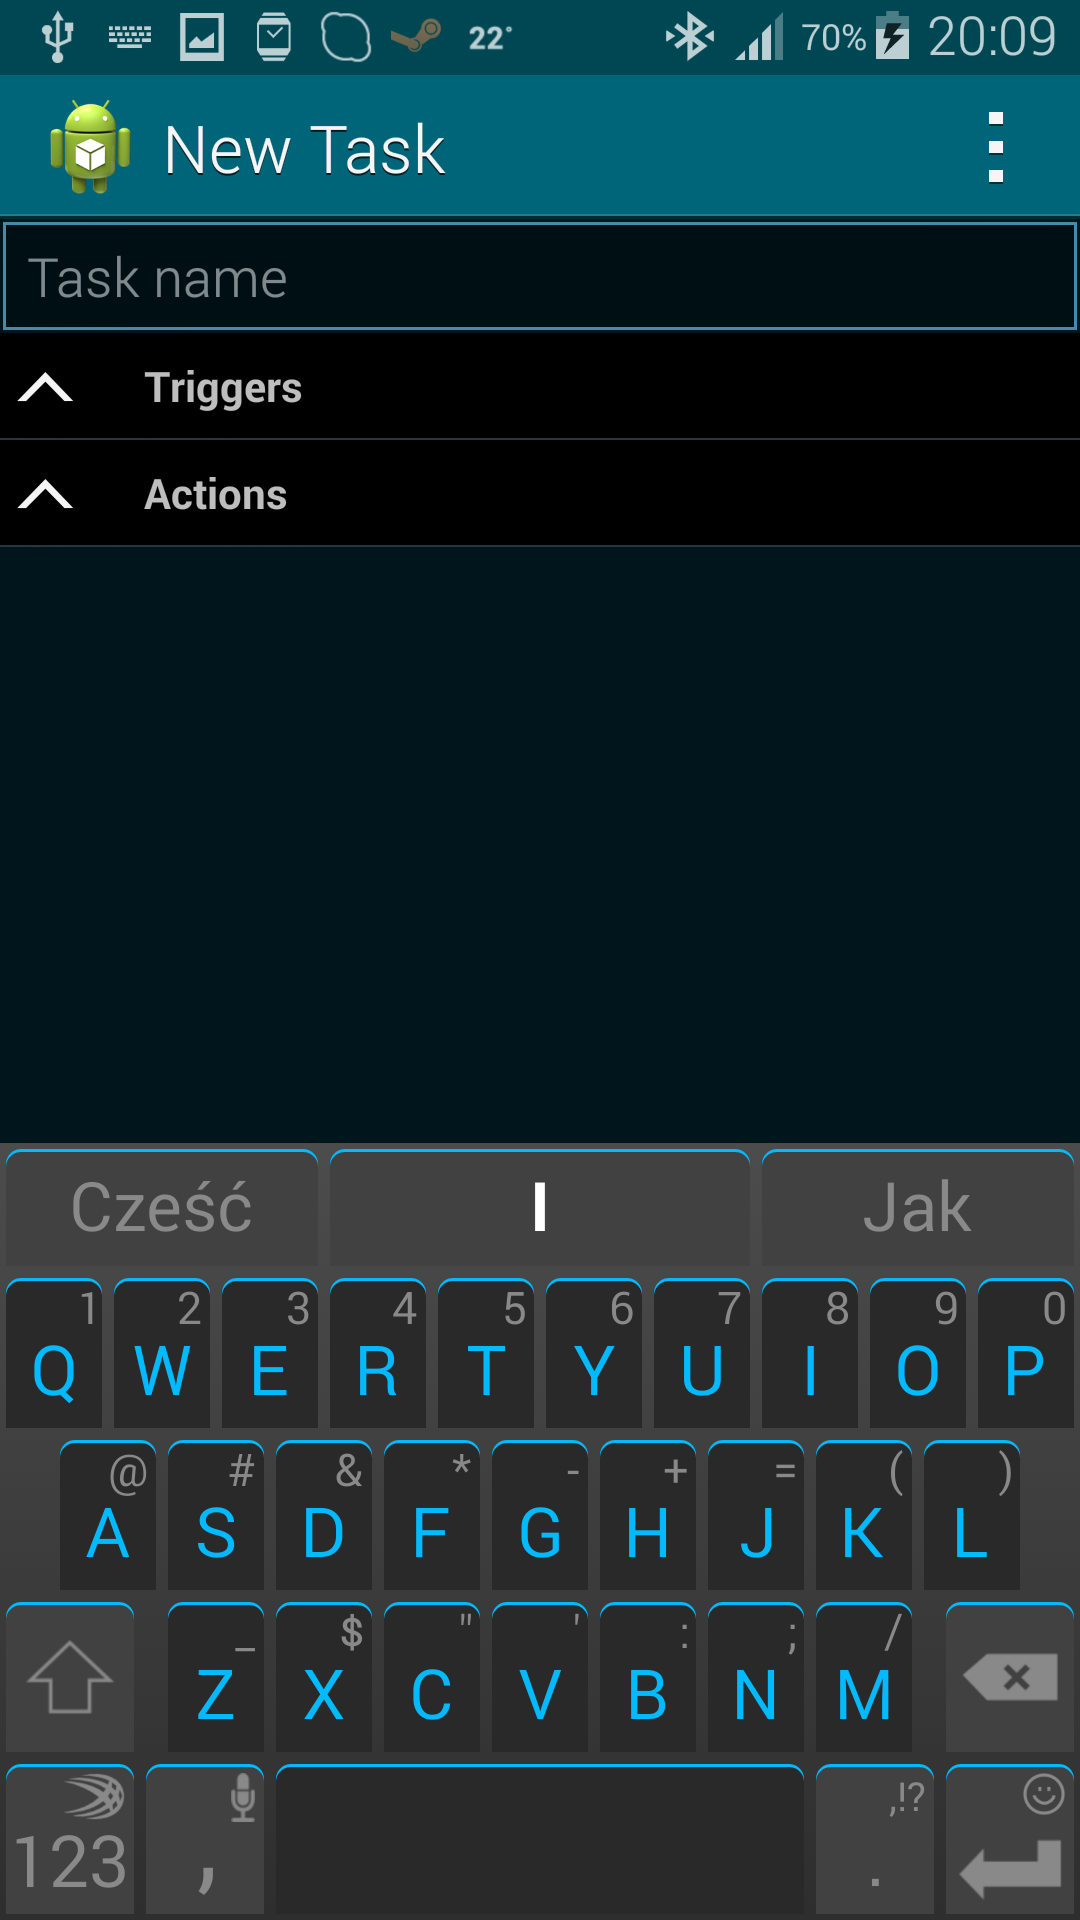 22° 70% 20:09
New Task
Task name
Triggers
Actions
Cześć I Jak
1 2 3 4 5 6 7 8 9 0
Q W E R T Y U I O P
@ # & * - + = ( )
A S D F G H J K L
_ $ " ' : ; /
Z X C V B N M
,!?
123 , .